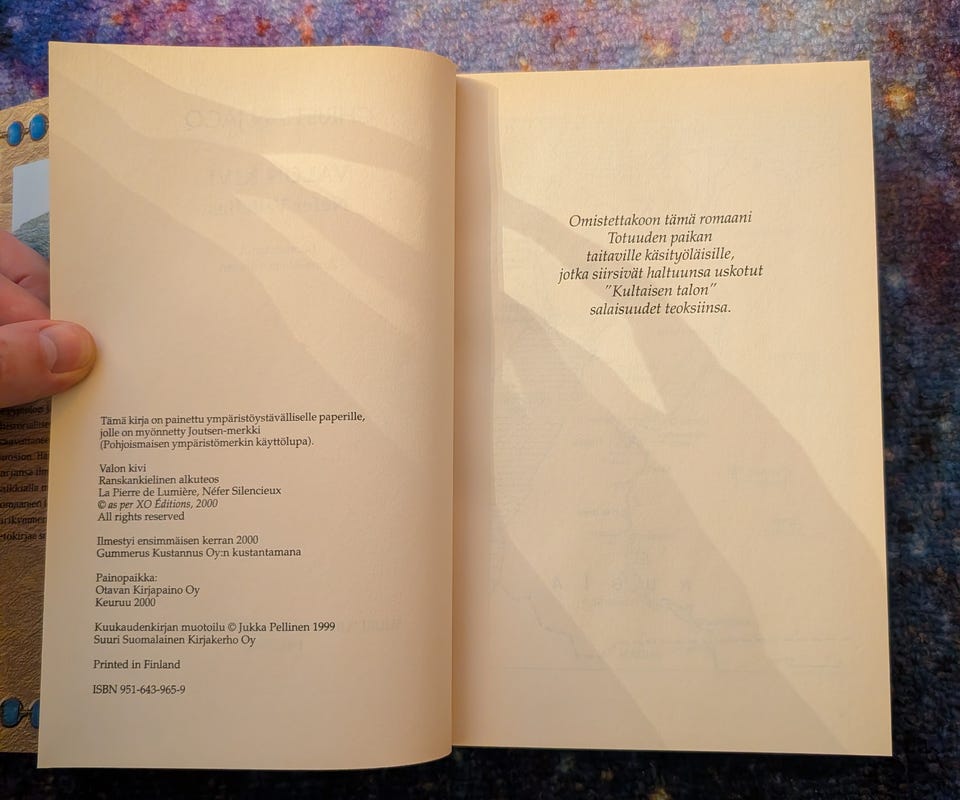 Tämä kirja on painettu ympäristöystävälliselle paperille,
jolle on myönnetty Joutsen-merkki
(Pohjoismaisen ympäristömerkin käyttölupa).
Valon kivi
Ranskankielinen alkuteos
La Pierre de Lumière, Néfer Silencieux
© as per XO Éditions, 2000
All rights reserved
Ilmestyi ensimmäisen kerran 2000
Gummerus Kustannus Oy:n kustantamana
Painopaikka:
Otavan Kirjapaino Oy
Keuruu 2000
Kuukaudenkirjan muotoilu © Jukka Pellinen 1999
Suuri Suomalainen Kirjakerho Oy
Printed in Finland
ISBN 951-643-965-9
Omistettakoon tämä romaani
Totuuden paikan
taitaville käsityöläisille,
jotka siirsivät haltuunsa uskotut
”Kultaisen talon”
salaisuudet teoksiinsa.